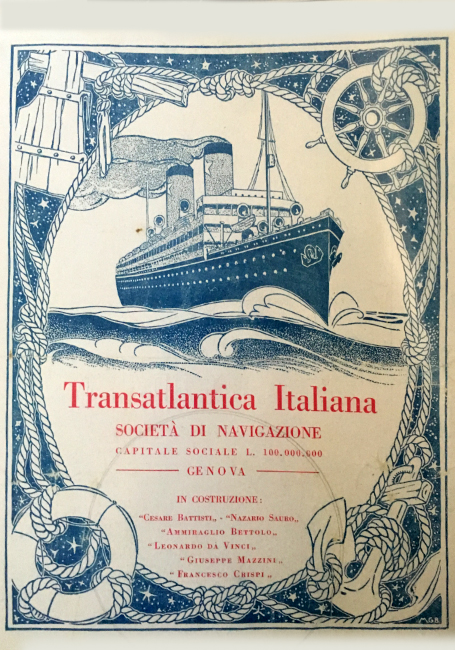 Transatlantica Italiana
SOCIETÀ DI NAVIGAZIONE
CAPITALE SOCIALE L. 100.000.000
GENOVA
IN COSTRUZIONE:
"CESARE BATTISTI„ - "NAZARIO SAURO„
"AMMIRAGLIO BETTOLO„
"LEONARDO DA VINCI„
"GIUSEPPE MAZZINI„
"FRANCESCO CRISPI„
M.G.B.